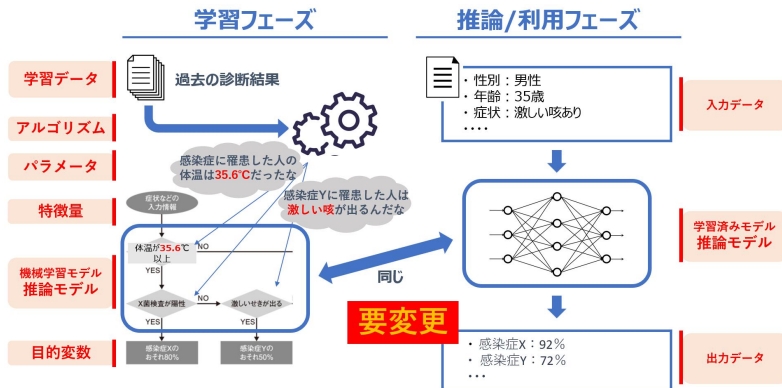 学習フェーズ
推論/利用フェーズ
学習データ
アルゴリズム
パラメータ
特徴量
機械学習モデル
推論モデル
目的変数
過去の診断結果
感染症に罹患した人の
体温は35.6℃だったな
感染症Yに罹患した人は
激しい咳が出るんだな
症状などの
入力情報
体温が35.6℃
以上
NO
YES
X菌検査が陽性
NO
激しいせきが出る
YES
YES
感染症Xの
おそれ80%
感染症Yの
おそれ50%
同じ
要変更
・性別：男性
・年齢：35歳
・症状：激しい咳あり
・・・・
・感染症X：92%
・感染症Y：72%
・・・
入力データ
学習済みモデル
推論モデル
出力データ